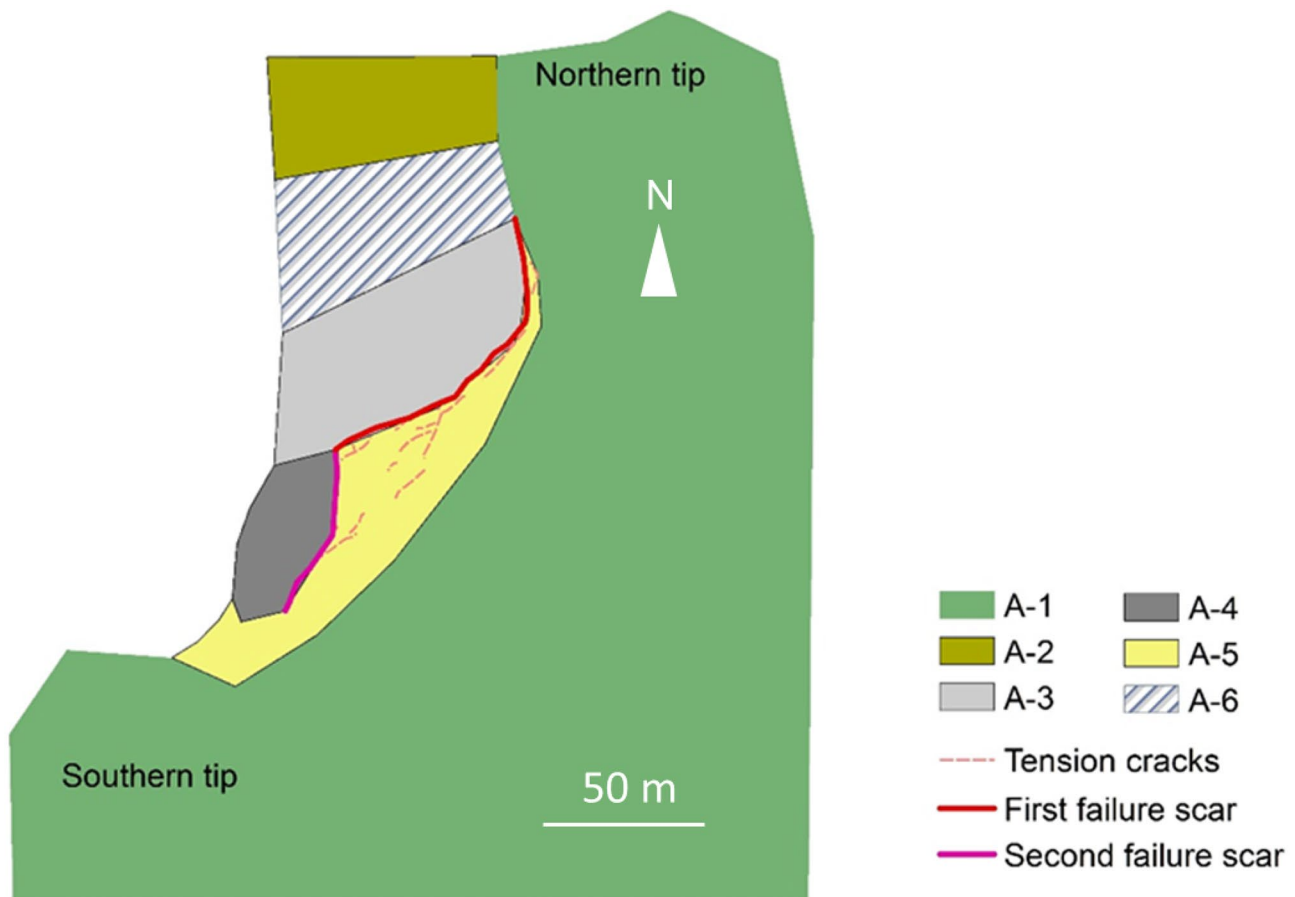 Northern tip
N
Southern tip
50 m
A-1
A-2
A-3
A-4
A-5
A-6
Tension cracks
First failure scar
Second failure scar